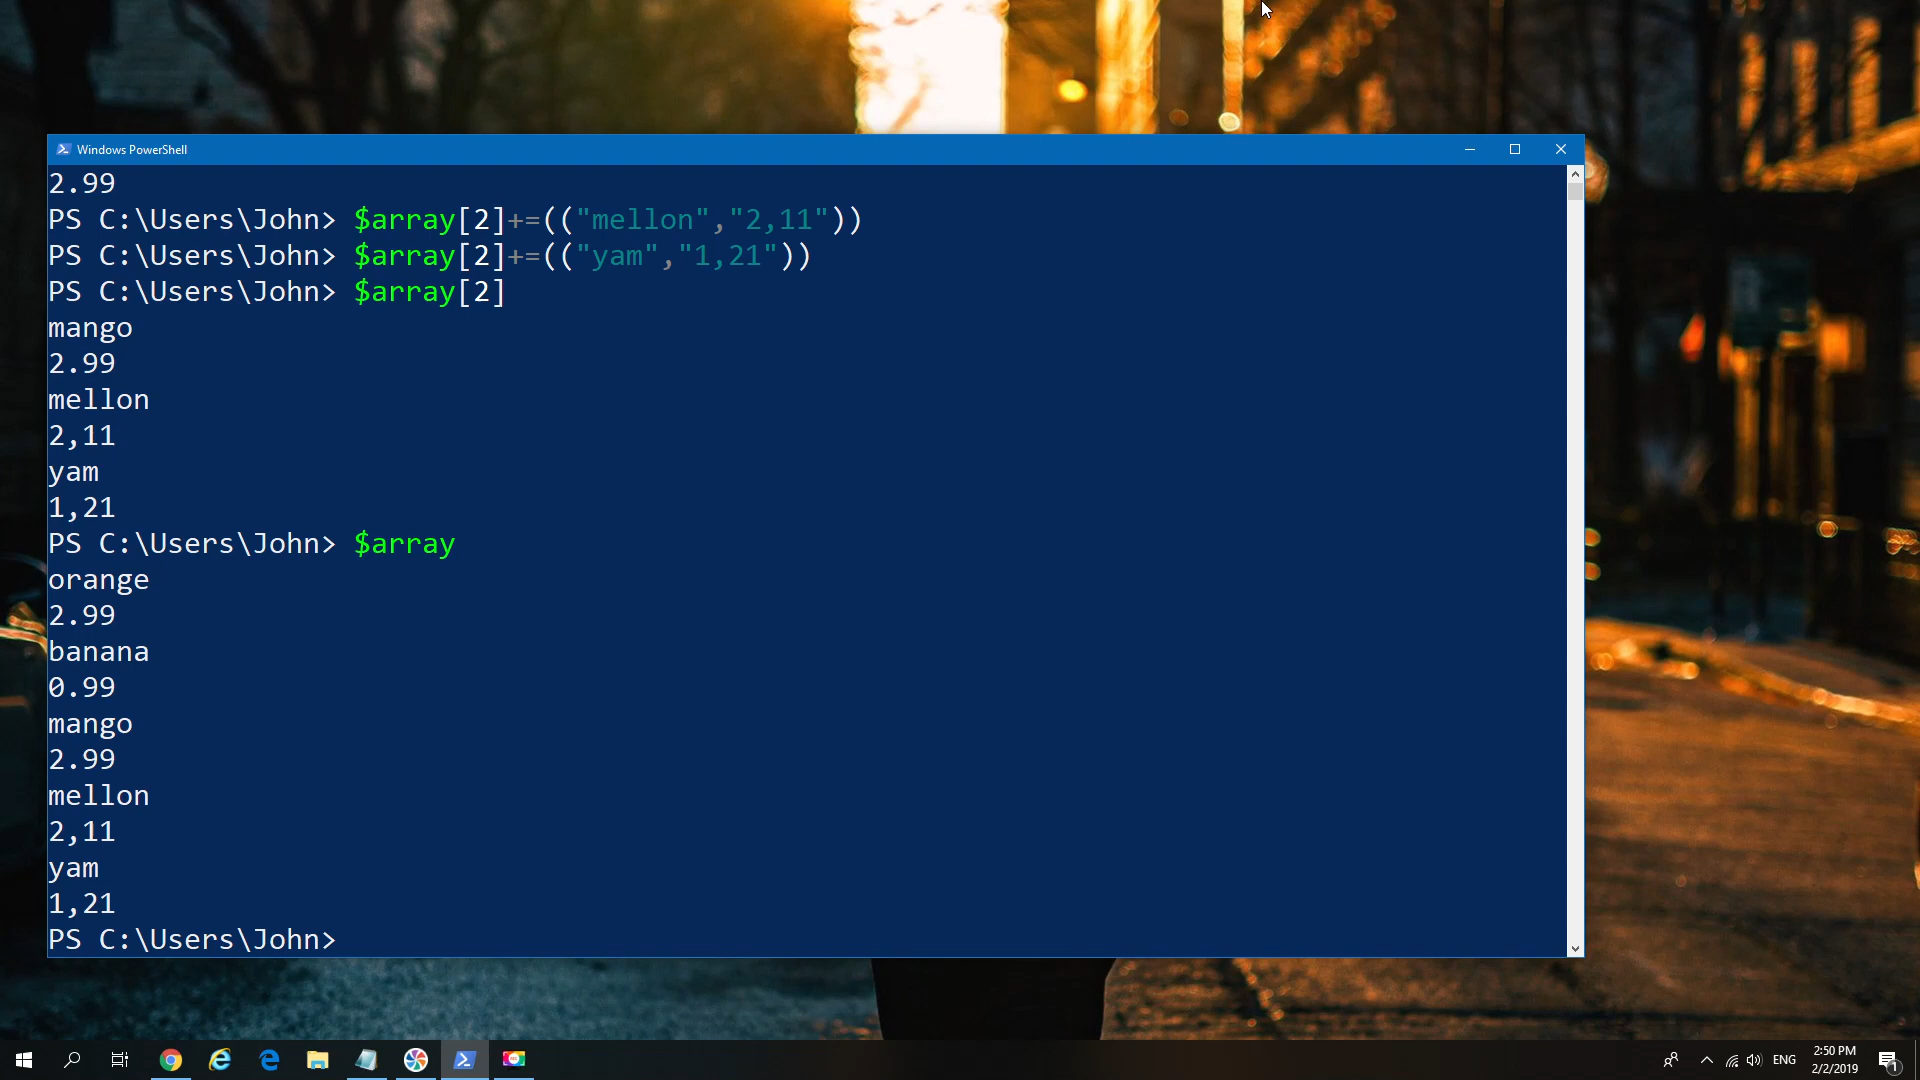 Windows PowerShell
2.99
PS C:\Users\John> $array[2]+=(("mellon","2,11"))
PS C:\Users\John> $array[2]+=(("yam","1,21"))
PS C:\Users\John> $array[2]
mango
2.99
mellon
2,11
yam
1,21
PS C:\Users\John> $array
orange
2.99
banana
0.99
mango
2.99
mellon
2,11
yam
1,21
PS C:\Users\John>
ENG
2:50 PM
2/2/2019
1